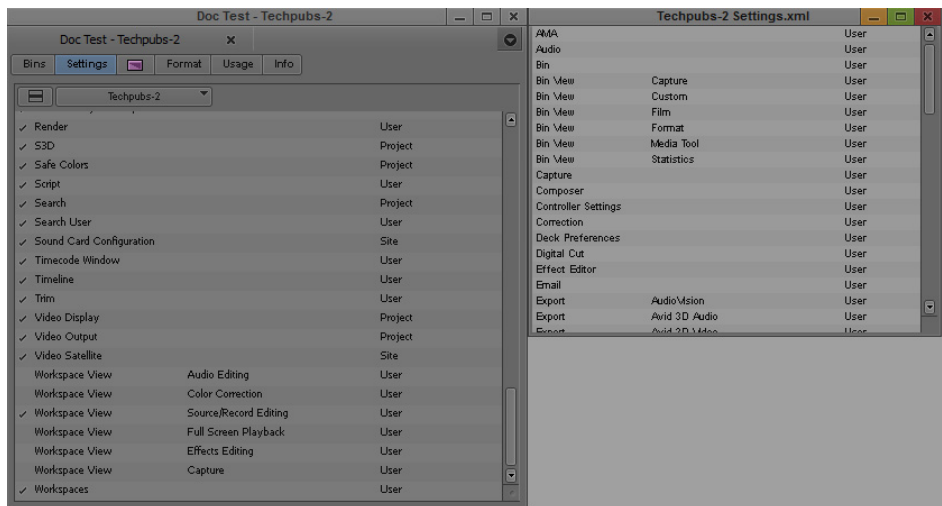 Doc Test - Techpubs-2
Doc Test - Techpubs-2 x
Bins Settings Format Usage Info
Techpubs-2
✓ Render User
✓ S3D Project
✓ Safe Colors Project
✓ Script User
✓ Search Project
✓ Search User User
✓ Sound Card Configuration Site
✓ Timecode Window User
✓ Timeline User
✓ Trim User
✓ Video Display Project
✓ Video Output Project
✓ Video Satellite Site
Workspace View Audio Editing User
Workspace View Color Correction User
✓ Workspace View Source/Record Editing User
Workspace View Full Screen Playback User
Workspace View Effects Editing User
Workspace View Capture User
✓ Workspaces User
Techpubs-2 Settings.xml
AMA User
Audio User
Bin User
Bin View Capture User
Bin View Custom User
Bin View Film User
Bin View Format User
Bin View Media Tool User
Bin View Statistics User
Capture User
Composer User
Controller Settings User
Correction User
Deck Preferences User
Digital Cut User
Effect Editor User
Email User
Export AudioVision User
Export Avid 3D Audio User
Export Avid 3D Video User